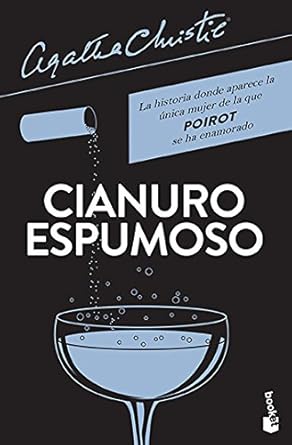 Agatha Christie
La historia donde aparece la
única mujer de la que
POIROT
se ha enamorado
CIANURO
ESPUMOSO
booket